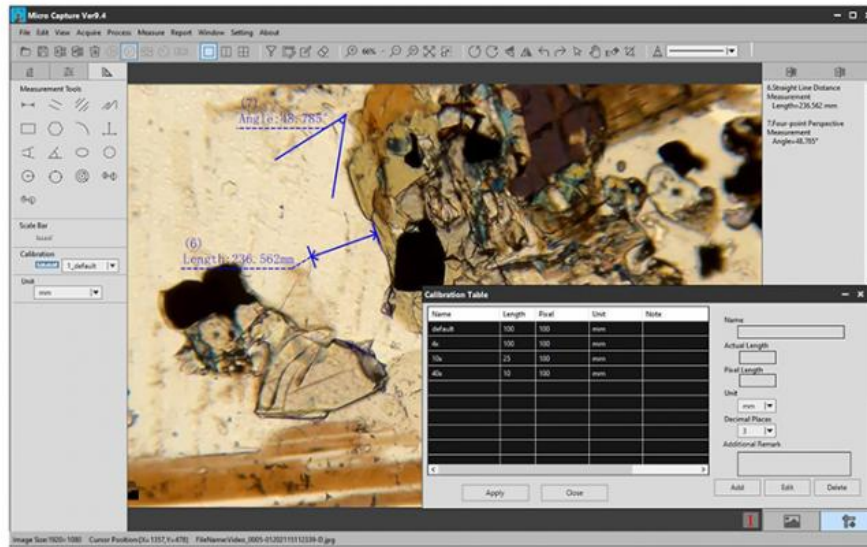 Micro Capture Ver9.4
File Edit View Acquire Process Measure Report Window Setting About
66%
Measurement Tools
Scale Bar
Calibration
1_default
Unit
mm
(7)
Angle:48.785°
(6)
Length:236.562mm
6.Straight Line Distance
Measurement
Length=236.562 mm
7.Four-point Perspective
Measurement
Angle=48.785°
Calibration Table
Name Length Pixel Unit Note
default 100 100 mm
4x 100 100 mm
10x 25 100 mm
40x 10 100 mm
Name
Actual Length
Pixel Length
Unit
mm
Decimal Places
3
Additional Remark
Add Edit Delete
Apply Close
Image Size:1920×1080 Cursor Position:(X=1357,Y=478)